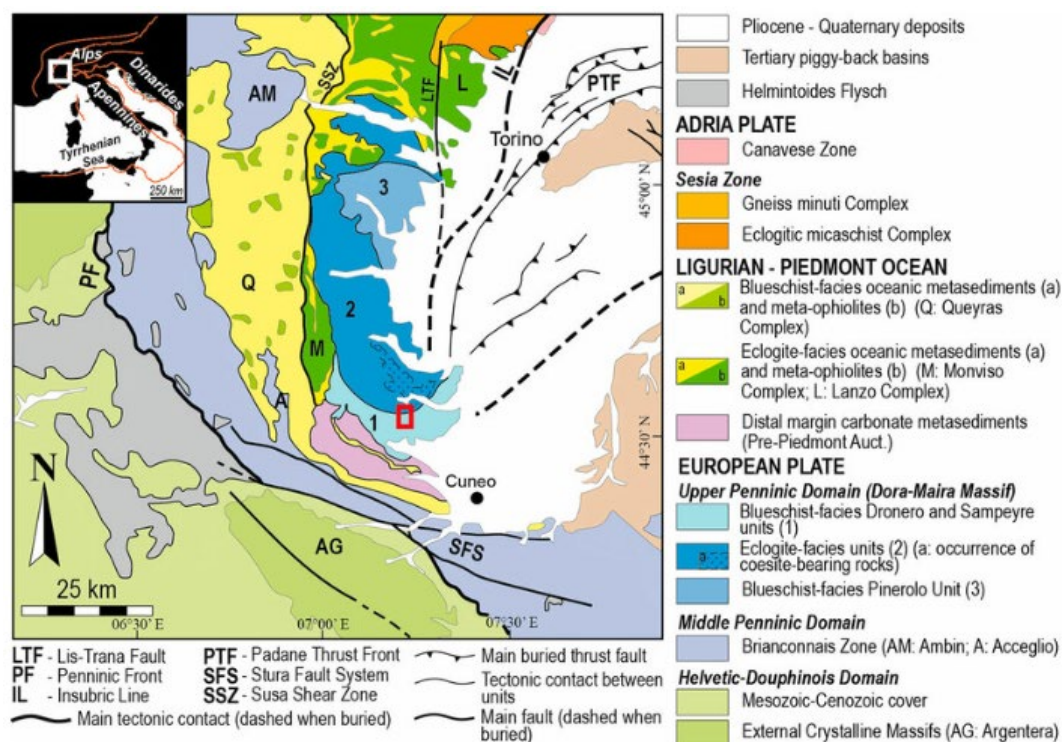 Alps
Dinarides
Apennines
Tyrrhenian
Sea
250 km
AM
SSZ
LTF
L
IL
PTF
Torino
3
45°00 N
PF
Q
2
M
A
1
44°30 N
N
Cuneo
AG
SFS
25 km
06°30
07°00 E
07°30 E
LTF - Lis-Trana Fault
PF - Penninic Front
IL - Insubric Line
PTF - Padane Thrust Front
SFS - Stura Fault System
SSZ - Susa Shear Zone
Main buried thrust fault
Tectonic contact between
units
Main tectonic contact (dashed when buried)
Main fault (dashed when
buried)
Pliocene - Quaternary deposits
Tertiary piggy-back basins
Helmintoides Flysch
ADRIA PLATE
Canavese Zone
Sesia Zone
Gneiss minuti Complex
Eclogitic micaschist Complex
LIGURIAN - PIEDMONT OCEAN
a b Blueschist-facies oceanic metasediments (a)
and meta-ophiolites (b) (Q: Queyras
Complex)
a b Eclogite-facies oceanic metasediments (a)
and meta-ophiolites (b) (M: Monviso
Complex; L: Lanzo Complex)
Distal margin carbonate metasediments
(Pre-Piedmont Auct.)
EUROPEAN PLATE
Upper Penninic Domain (Dora-Maira Massif)
Blueschist-facies Dronero and Sampeyre
units (1)
a Eclogite-facies units (2) (a: occurrence of
coesite-bearing rocks)
Blueschist-facies Pinerolo Unit (3)
Middle Penninic Domain
Brianconnais Zone (AM: Ambin; A: Acceglio)
Helvetic-Douphinois Domain
Mesozoic-Cenozoic cover
External Crystalline Massifs (AG: Argentera)